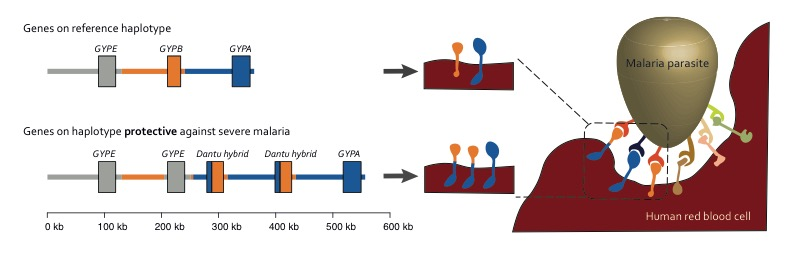 Genes on reference haplotype
GYPE GYPB GYPA
Malaria parasite
Genes on haplotype protective against severe malaria
GYPE GYPE Dantu hybrid Dantu hybrid GYPA
Human red blood cell
0 kb 100 kb 200 kb 300 kb 400 kb 500 kb 600 kb